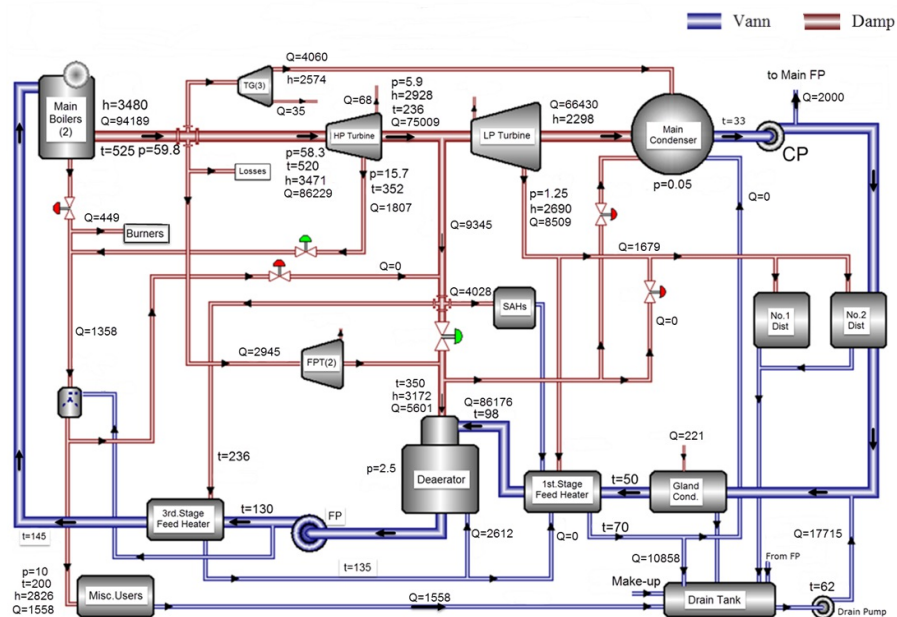 Vann
Damp
Q=4060
h=2574
TG(3)
Q=35
Q=68
p=5.9
h=2928
t=236
Q=75009
Q=66430
h=2298
to Main FP
Q=2000
Main
Boilers
(2)
h=3480
Q=94189
t=525 p=59.8
HP Turbine
LP Turbine
Main
Condenser
t=33
CP
p=0.05
Losses
p=58.3
t=520
h=3471
Q=86229
p=15.7
t=352
Q=1807
p=1.25
h=2690
Q=8509
Q=0
Q=449
Burners
Q=9345
Q=1679
Q=0
Q=4028
SAHs
No.1
Dist
No.2
Dist
Q=0
Q=1358
Q=2945
FPT(2)
t=350
h=3172
Q=5601
Q=86176
t=98
t=236
p=2.5
Deaerator
Q=221
1st.Stage
Feed Heater
t=50
Gland
Cond.
3rd.Stage
Feed Heater
t=130
FP
t=145
t=135
Q=2612
Q=0
t=70
Q=10858
From FP
Q=17715
p=10
t=200
h=2826
Q=1558
Misc.Users
Q=1558
Make-up
Drain Tank
t=62
Drain Pump